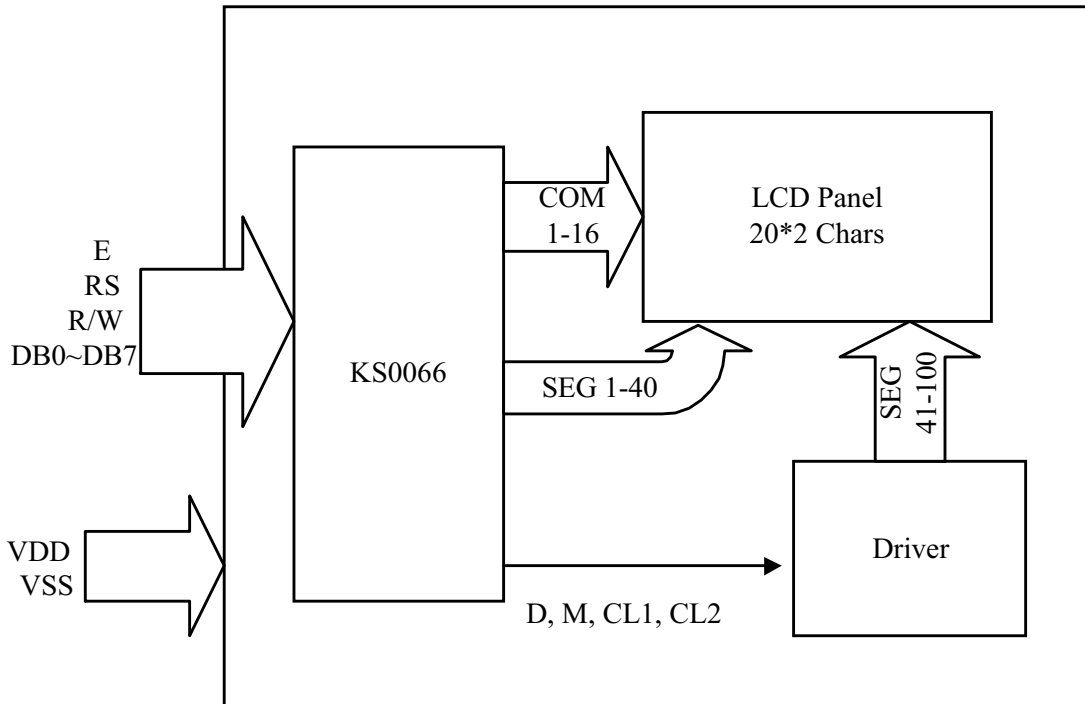 E
RS
R/W
DB0~DB7
VDD
VSS
KS0066
COM
1-16
SEG 1-40
D, M, CL1, CL2
LCD Panel
20*2 Chars
SEG
41-100
Driver